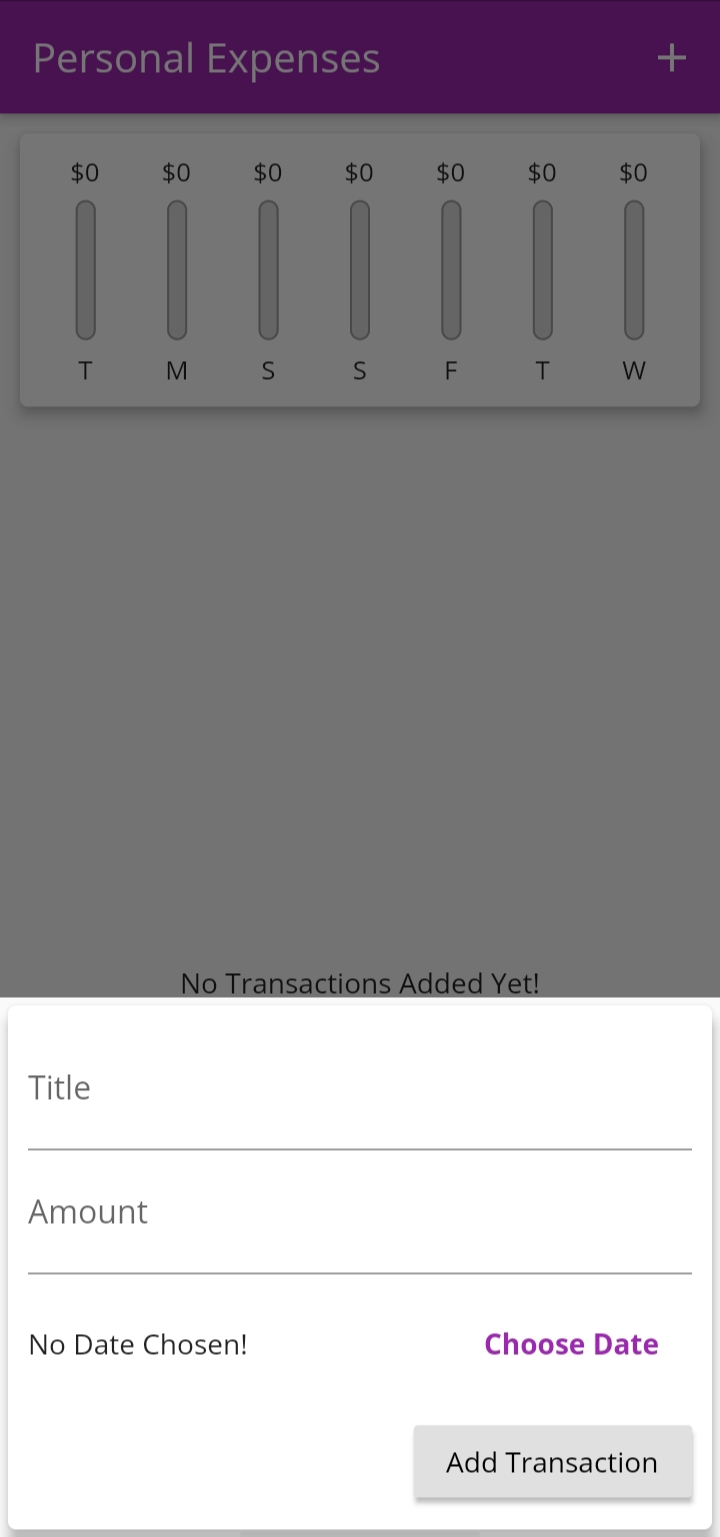 Personal Expenses +
$0 $0 $0 $0 $0 $0 $0
T M S S F T W
No Transactions Added Yet!
Title
Amount
No Date Chosen! Choose Date
Add Transaction